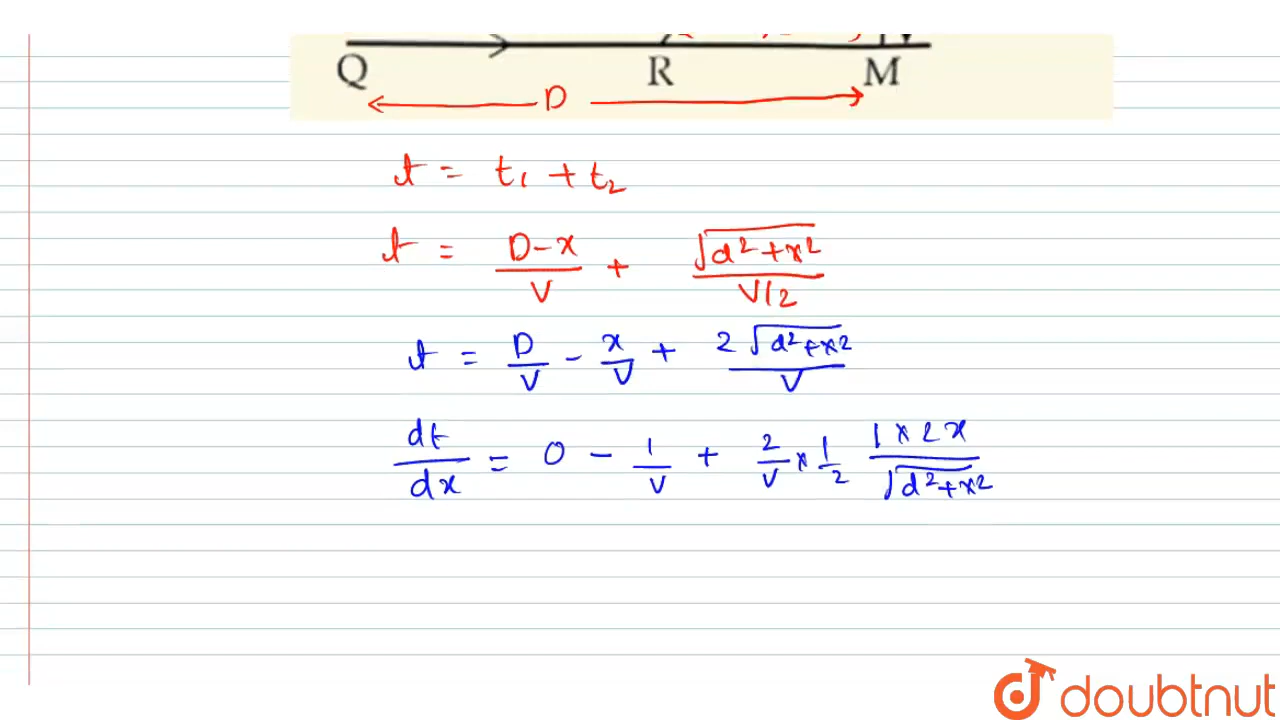 Q R M
D
t = t₁ + t₂
t = (D-x)/V + √(d²+x²)/(V/2)
t = D/V - x/V + 2√(d²+x²)/V
dt/dx = 0 - 1/V + 2/V × 1/2 (1×2x)/√(d²+x²)
doubtnut